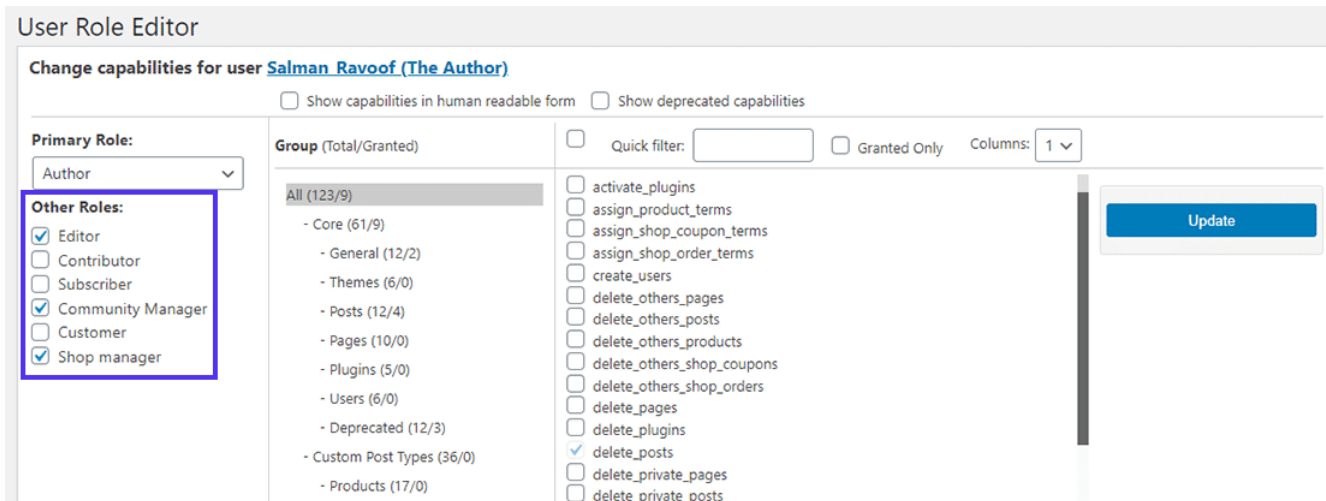 User Role Editor
Change capabilities for user Salman_Ravoof (The Author)
Show capabilities in human readable form Show deprecated capabilities
Primary Role:
Author
Other Roles:
Editor
Contributor
Subscriber
Community Manager
Customer
Shop manager
Group (Total/Granted)
All (123/9)
- Core (61/9)
- General (12/2)
- Themes (6/0)
- Posts (12/4)
- Pages (10/0)
- Plugins (5/0)
- Users (6/0)
- Deprecated (12/3)
- Custom Post Types (36/0)
- Products (17/0)
Quick filter: Granted Only Columns: 1
activate_plugins
assign_product_terms
assign_shop_coupon_terms
assign_shop_order_terms
create_users
delete_others_pages
delete_others_posts
delete_others_products
delete_others_shop_coupons
delete_others_shop_orders
delete_pages
delete_plugins
delete_posts
delete_private_pages
delete_private_posts
Update